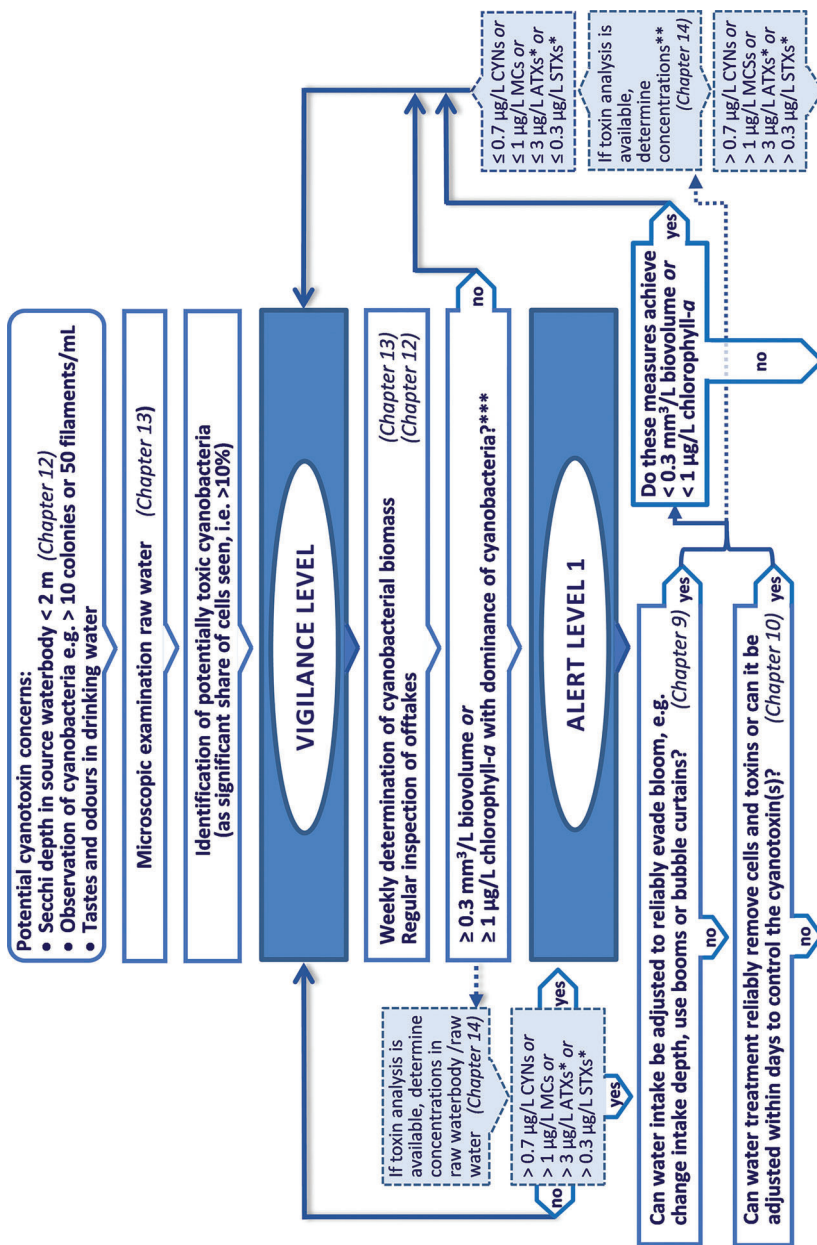 Potential cyanotoxin concerns:
• Secchi depth in source waterbody < 2 m (Chapter 12)
• Observation of cyanobacteria e.g. > 10 colonies or 50 filaments/mL
• Tastes and odours in drinking water
Microscopic examination raw water (Chapter 13)
Identification of potentially toxic cyanobacteria
(as significant share of cells seen, i.e. >10%)
VIGILANCE LEVEL
Weekly determination of cyanobacterial biomass (Chapter 13)
Regular inspection of offtakes (Chapter 12)
≥ 0.3 mm³/L biovolume or
≥ 1 µg/L chlorophyll-a with dominance of cyanobacteria?***
no
If toxin analysis is
available, determine
concentrations in
raw waterbody /raw
water (Chapter 14)
> 0.7 µg/L CYNs or
> 1 µg/L MCs or
> 3 µg/L ATXs* or
> 0.3 µg/L STXs*
no
yes
yes
ALERT LEVEL 1
Can water intake be adjusted to reliably evade bloom, e.g.
change intake depth, use booms or bubble curtains? (Chapter 9)
yes
no
Can water treatment reliably remove cells and toxins or can it be
adjusted within days to control the cyanotoxin(s)? (Chapter 10)
yes
no
Do these measures achieve
< 0.3 mm³/L biovolume or
< 1 µg/L chlorophyll-a
yes
no
≤ 0.7 µg/L CYNs or
≤ 1 µg/L MCs or
≤ 3 µg/L ATXs* or
≤ 0.3 µg/L STXs*
If toxin analysis is
available,
determine
concentrations**
(Chapter 14)
> 0.7 µg/L CYNs or
> 1 µg/L MCSs or
> 3 µg/L ATXs* or
> 0.3 µg/L STXs*